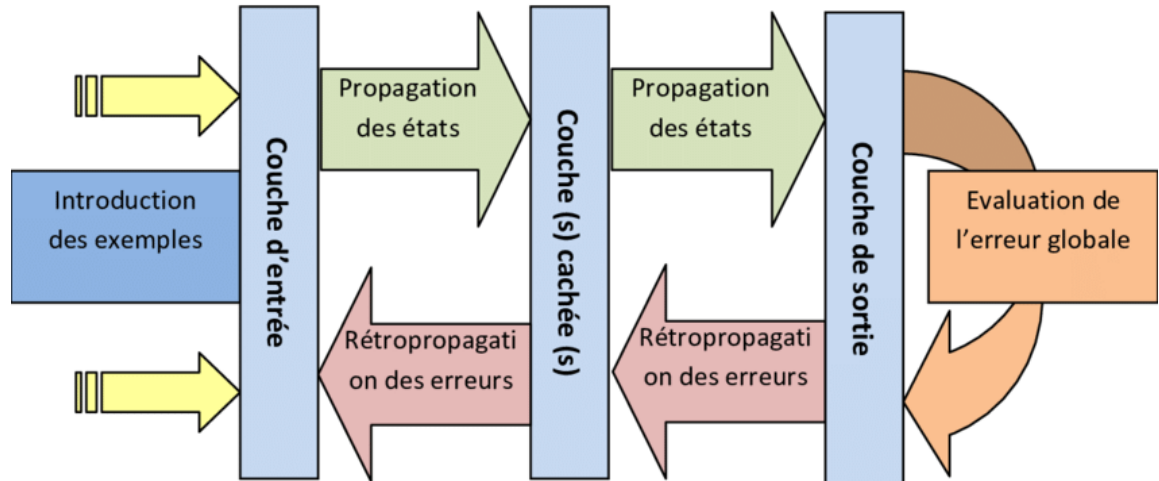 Introduction
des exemples
Couche d'entrée
Propagation
des états
Rétropropagati
on des erreurs
Couche (s) cachée (s)
Propagation
des états
Rétropropagati
on des erreurs
Couche de sortie
Evaluation de
l'erreur globale